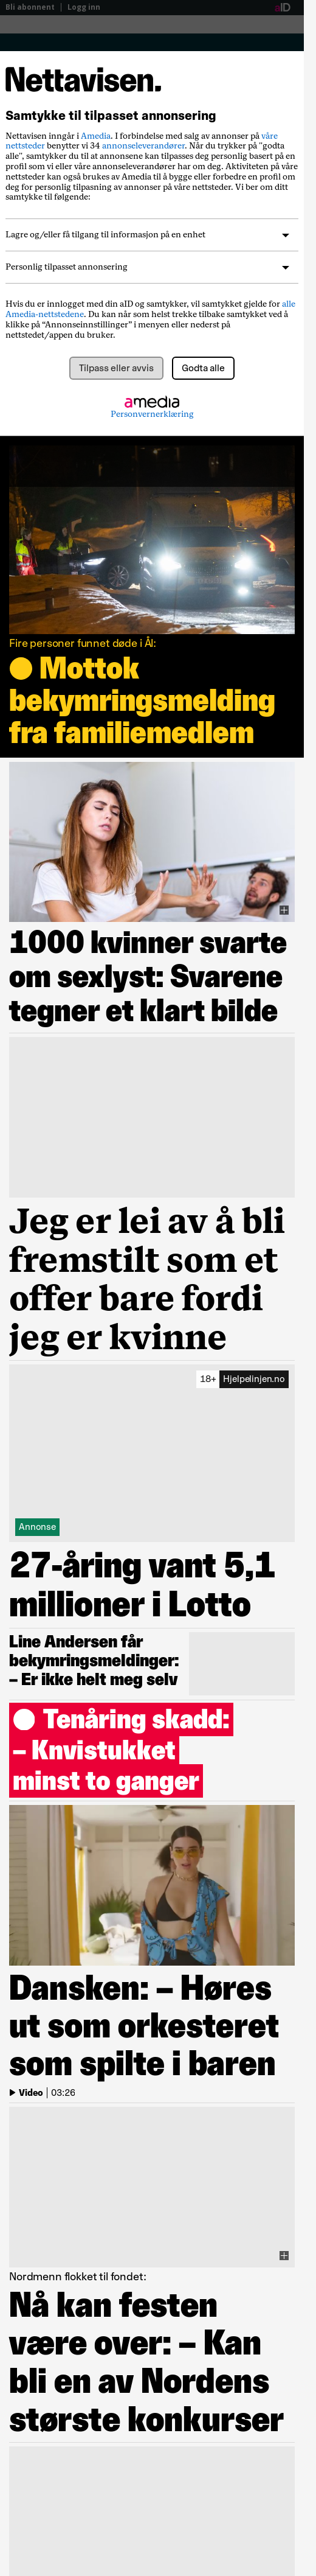 Bli abonnent | Logg inn
aID
Nettavisen.
Samtykke til tilpasset annonsering
Nettavisen inngår i Amedia. I forbindelse med salg av annonser på våre
nettsteder benytter vi 34 annonseleverandører. Når du trykker på "godta
alle", samtykker du til at annonsene kan tilpasses deg personlig basert på en
profil som vi eller våre annonseleverandører har om deg. Aktiviteten på våre
nettsteder kan også brukes av Amedia til å bygge eller forbedre en profil om
deg for personlig tilpasning av annonser på våre nettsteder. Vi ber om ditt
samtykke til følgende:
Lagre og/eller få tilgang til informasjon på en enhet
Personlig tilpasset annonsering
Hvis du er innlogget med din aID og samtykker, vil samtykket gjelde for alle
Amedia-nettstedene. Du kan når som helst trekke tilbake samtykket ved å
klikke på “Annonseinnstillinger” i menyen eller nederst på
nettstedet/appen du bruker.
Tilpass eller avvis
Godta alle
amedia
Personvernerklæring
Fire personer funnet døde i Ål:
Mottok
bekymringsmelding
fra familiemedlem
1000 kvinner svarte
om sexlyst: Svarene
tegner et klart bilde
Jeg er lei av å bli
fremstilt som et
offer bare fordi
jeg er kvinne
18+ Hjelpelinjen.no
Annonse
27-åring vant 5,1
millioner i Lotto
Line Andersen får
bekymringsmeldinger:
– Er ikke helt meg selv
Tenåring skadd:
– Knvistukket
minst to ganger
Dansken: – Høres
ut som orkesteret
som spilte i baren
Video | 03:26
Nordmenn flokket til fondet:
Nå kan festen
være over: – Kan
bli en av Nordens
største konkurser